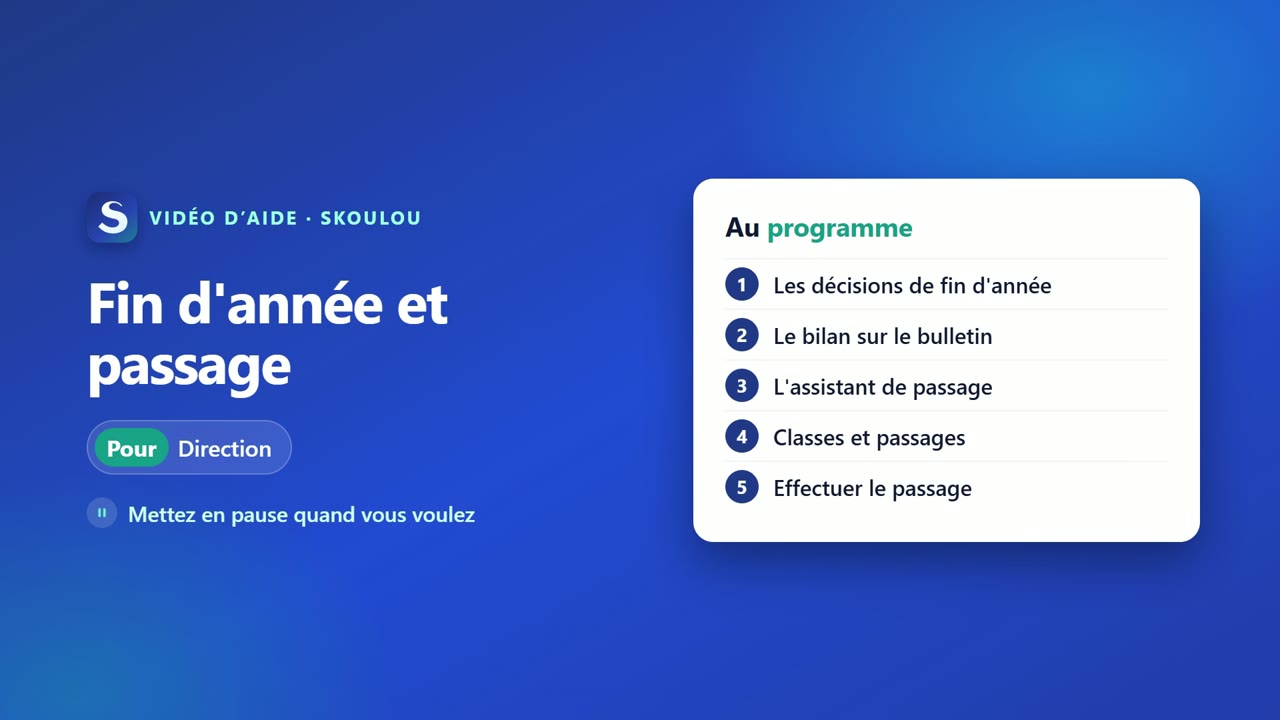 S
VIDÉO D’AIDE · SKOULOU
Fin d'année et
passage
Pour Direction
Mettez en pause quand vous voulez
Au programme
1 Les décisions de fin d'année
2 Le bilan sur le bulletin
3 L'assistant de passage
4 Classes et passages
5 Effectuer le passage